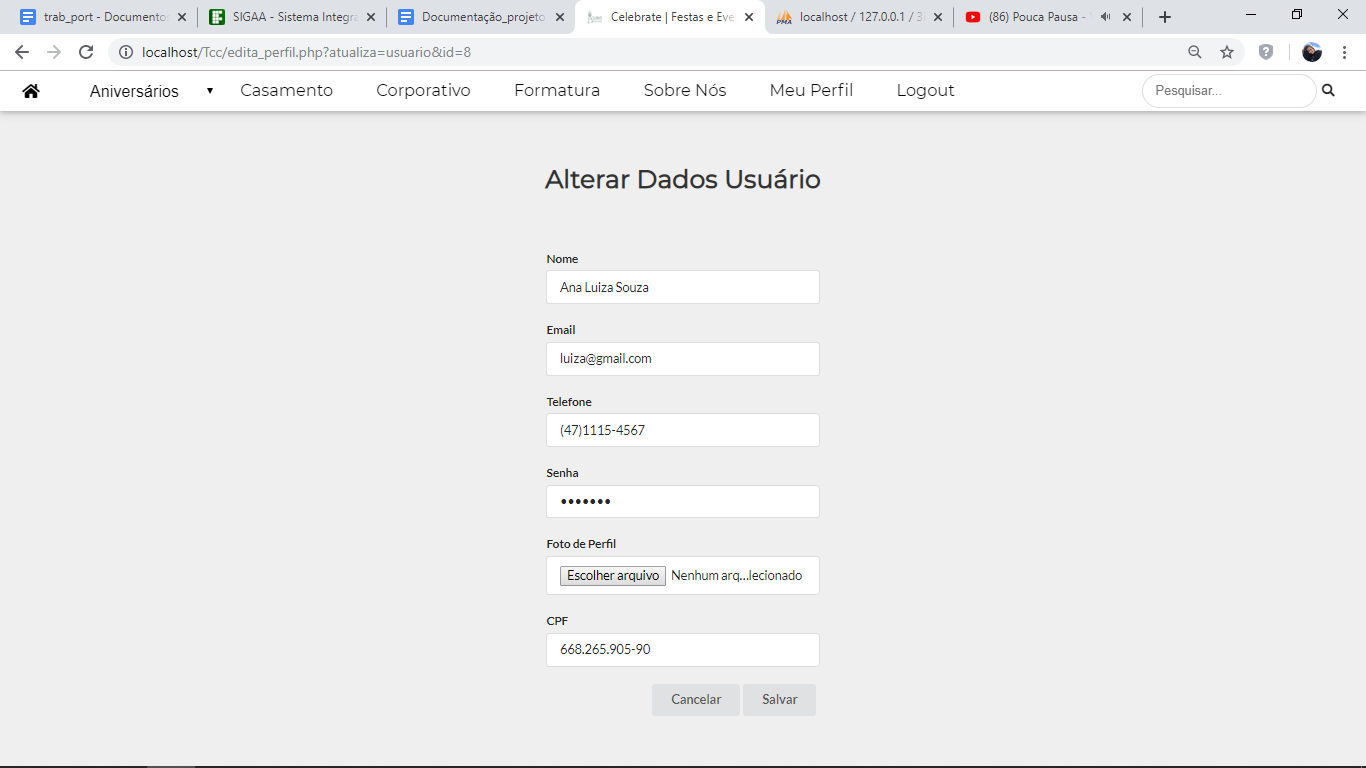 trab_port - Documento
SIGAA - Sistema Integra
Documentação_projeto
Celebrate | Festas e Eve
localhost / 127.0.0.1 /
(86) Pouca Pausa -
localhost/Tcc/edita_perfil.php?atualiza=usuario&id=8
Aniversários ▾ Casamento Corporativo Formatura Sobre Nós Meu Perfil Logout Pesquisar...
Alterar Dados Usuário
Nome
Ana Luiza Souza
Email
luiza@gmail.com
Telefone
(47)1115-4567
Senha
•••••••
Foto de Perfil
Escolher arquivo Nenhum arq...lecionado
CPF
668.265.905-90
Cancelar Salvar